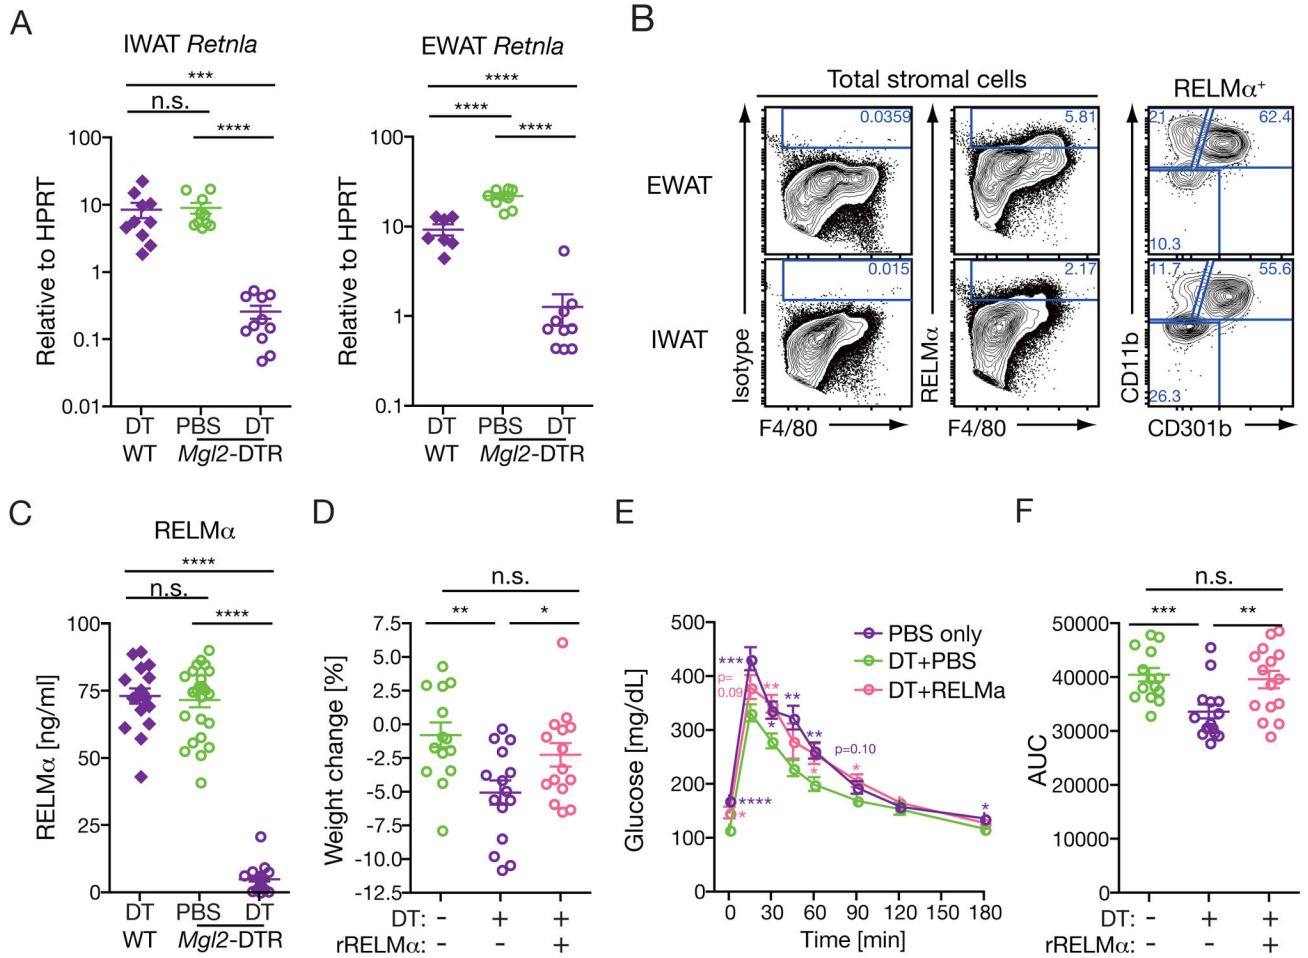 A
IWAT Retnla
***
n.s.
****
100
10
1
0.1
0.01
Relative to HPRT
DT PBS DT
WT Mgl2-DTR
EWAT Retnla
****
****
****
100
10
1
0.1
Relative to HPRT
DT PBS DT
WT Mgl2-DTR
B
Total stromal cells
RELMα+
EWAT
0.0359
5.81
21
62.4
10.3
IWAT
0.015
2.17
11.7
55.6
26.3
Isotype
RELMα
CD11b
F4/80
F4/80
CD301b
C
RELMα
****
n.s.
****
100
75
50
25
0
RELMα [ng/ml]
DT PBS DT
WT Mgl2-DTR
D
n.s.
** *
7.5
5.0
2.5
0.0
-2.5
-5.0
-7.5
-10.0
-12.5
Weight change [%]
DT: - + +
rRELMα: - - +
E
500
400
300
200
100
0
Glucose [mg/dL]
PBS only
DT+PBS
DT+RELMa
***
p=
0.09
**
*
**
**
*
p=0.10
*
****
*
*
0 30 60 90 120 150 180
Time [min]
F
n.s.
*** **
50000
40000
30000
20000
10000
0
AUC
DT: - + +
rRELMα: - - +